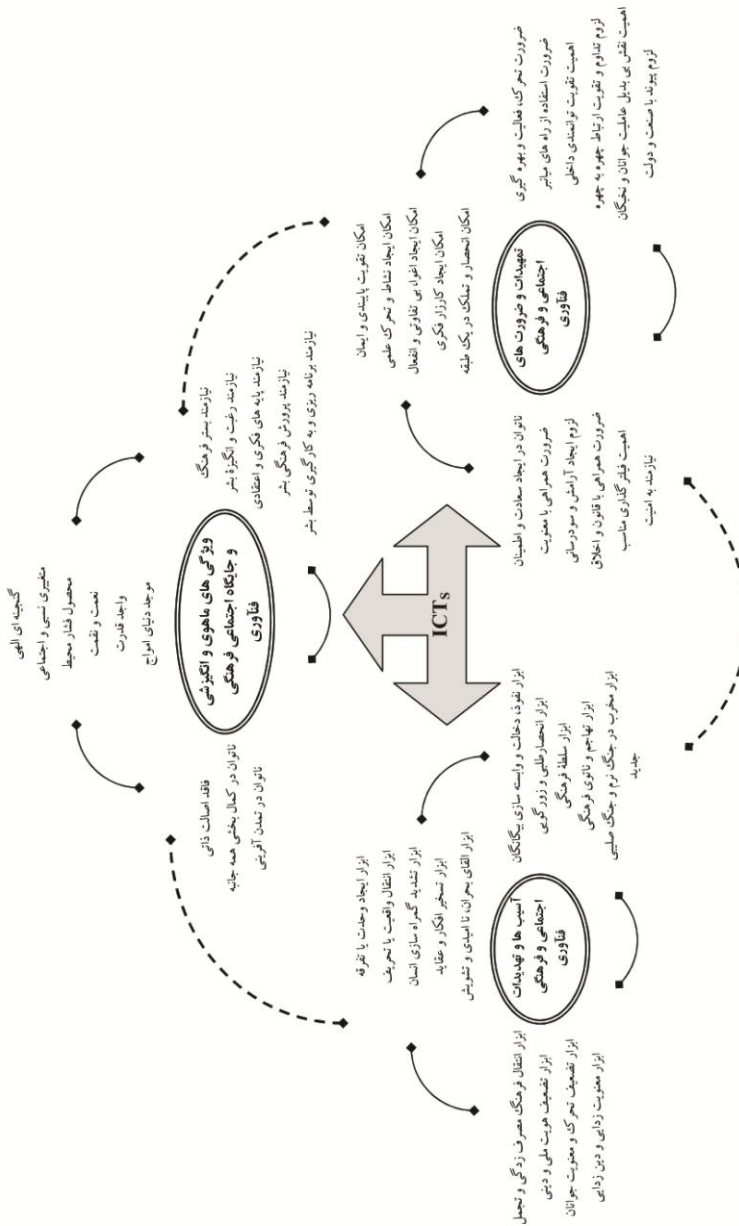 گنجینه ای الهی
متغیری نسبی و اجتماعی
محصول فشار محیط
نعمت و نقمت
واجد قدرت
موجد دنیای امواج
نیازمند بستر فرهنگ
نیازمند رغبت و انگیزهٔ بشر
نیازمند پایه های فکری و اعتقادی
نیازمند پرورش فرهنگی بشر
نیازمند برنامه ریزی و به کارگیری توسط بشر
ویژگی های ماهوی و انگیزشی
و جایگاه اجتماعی فرهنگی
فنآوری
فاقد اصالت ذاتی
ناتوان در کمال بخشی همه جانبه
ناتوان در تمدن آفرینی
امکان تقویت پایبندی و ایمان
امکان ایجاد نشاط و تحرک علمی
امکان ایجاد اغوا، بی تفاوتی و انفعال
امکان ایجاد کارزار فکری
امکان انحصار و تملک در یک طبقه
ضرورت تحرک، فعالیت و بهره گیری
ضرورت استفاده از راه های میانبر
اهمیت تقویت توانمندی داخلی
لزوم تداوم و تقویت ارتباط چهره به چهره
اهمیت نقش بی بدیل عاملیت جوانان و نخبگان
لزوم پیوند با صنعت و دولت
تمهیدات و ضرورت های
اجتماعی و فرهنگی
فنآوری
ناتوان در ایجاد سعادت و اطمینان
لزوم ایجاد آرامش و سودرسانی
ضرورت همراهی با معنویت
ضرورت همراهی با قانون و اخلاق
اهمیت فیلتر گذاری مناسب
نیازمند به امنیت
ICTs
ابزار ایجاد وحدت یا تفرقه
ابزار انتقال واقعیت یا تحریف
ابزار تشدید گمراه سازی انسان
ابزار تسخیر افکار و عقاید
ابزار القای بحران، نا امیدی و تشویش
ابزار نفوذ، دخالت و وابسته سازی بیگانگان
ابزار انحصارطلبی و زورگویی
ابزار سلطهٔ فرهنگی
ابزار تهاجم و ناتوی فرهنگی
ابزار مخرب در جنگ نرم و جنگ صلیبی
جدید
آسیب ها و تهدیدات
اجتماعی و فرهنگی
فنآوری
ابزار انتقال فرهنگ مصرف زدگی و تجمل
ابزار تضعیف هویت ملی و دینی
ابزار تضعیف تحرک و معنویت جوانان
ابزار معنویت زدایی و دین زدایی